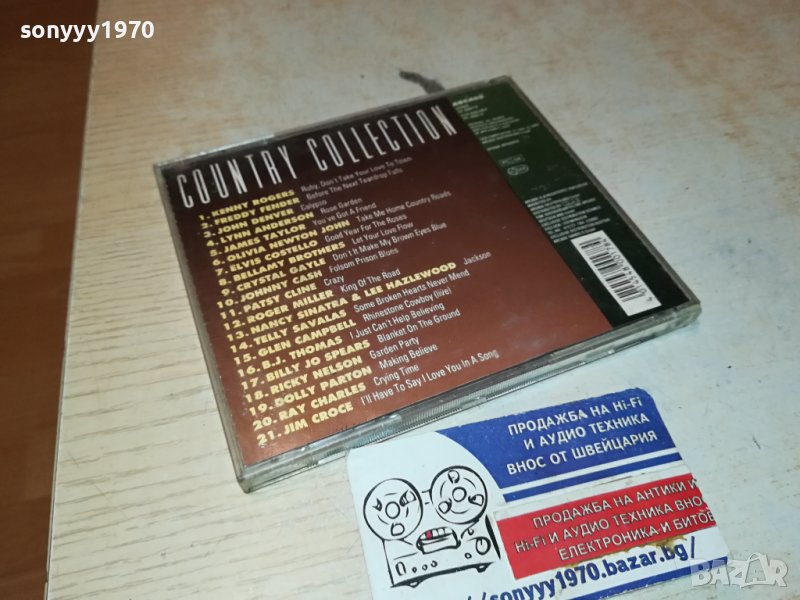 sonyyy1970
COUNTRY COLLECTION
1. KENNY ROGERS Ruby, Don't Take Your Love To Town
2. FREDDY FENDER Before The Next Teardrop Falls
3. JOHN DENVER Calypso
4. LYNN ANDERSON Rose Garden
5. JAMES TAYLOR You've Got A Friend
6. OLIVIA NEWTON JOHN Take Me Home Country Roads
7. ELVIS COSTELLO Good Year For The Roses
8. BELLAMY BROTHERS Let Your Love Flow
9. CRYSTAL GAYLE Don't It Make My Brown Eyes Blue
10. JOHNNY CASH Folsom Prison Blues
11. PATSY CLINE Crazy
12. ROGER MILLER King Of The Road
13. NANCY SINATRA & LEE HAZLEWOOD Jackson
14. TELLY SAVALAS Some Broken Hearts Never Mend
15. GLEN CAMPBELL Rhinestone Cowboy (live)
16. B.J. THOMAS I Just Can't Help Believing
17. BILLY JO SPEARS Blanket On The Ground
18. RICKY NELSON Garden Party
19. DOLLY PARTON Making Believe
20. RAY CHARLES Crying Time
21. JIM CROCE I'll Have To Say I Love You In A Song
ARCADE
ПРОДАЖБА НА Hi-Fi
И АУДИО ТЕХНИКА
ВНОС ОТ ШВЕЙЦАРИЯ
ПРОДАЖБА НА АНТИКИ И
Hi-Fi И АУДИО ТЕХНИКА ВНО
ЕЛЕКТРОНИКА И БИТО
//sonyyy1970.bazar.bg/
BAZAR